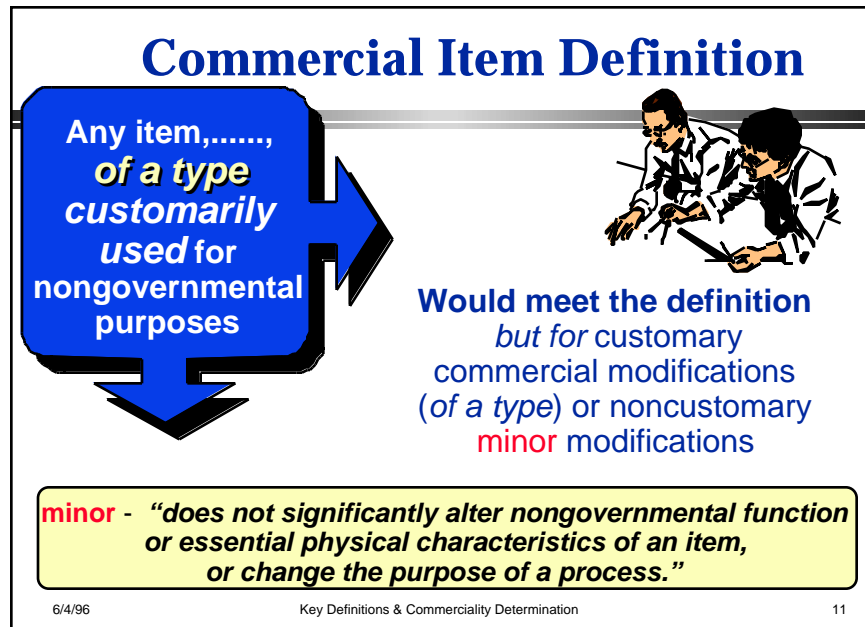 Commercial Item Definition
Any item,......,
of a type
customarily
used for
nongovernmental
purposes
Would meet the definition
but for customary
commercial modifications
(of a type) or noncustomary
minor modifications
minor - “does not significantly alter nongovernmental function
or essential physical characteristics of an item,
or change the purpose of a process.”
6/4/96 Key Definitions & Commerciality Determination 11